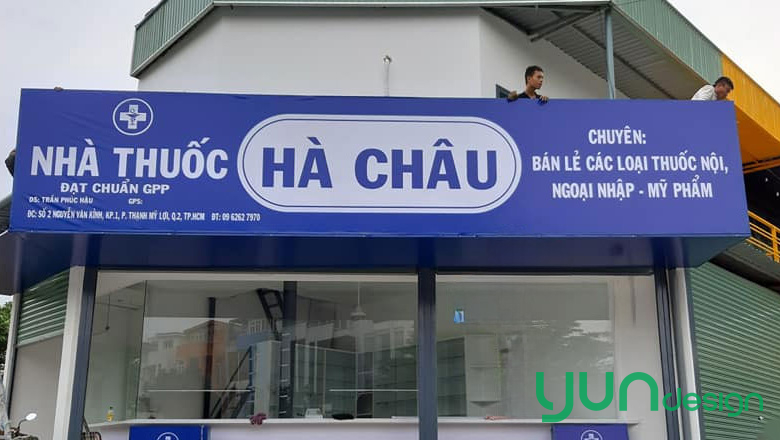 NHÀ THUỐC
ĐẠT CHUẨN GPP
DS: TRẦN PHÚC HẬU GPS:
ĐC: SỐ 2 NGUYỄN VĂN KỈNH, KP.1, P. THẠNH MỸ LỢI, Q.2, TP.HCM ĐT: 09 6262 7970
HÀ CHÂU
CHUYÊN:
BÁN LẺ CÁC LOẠI THUỐC NỘI,
NGOẠI NHẬP - MỸ PHẨM
yun design